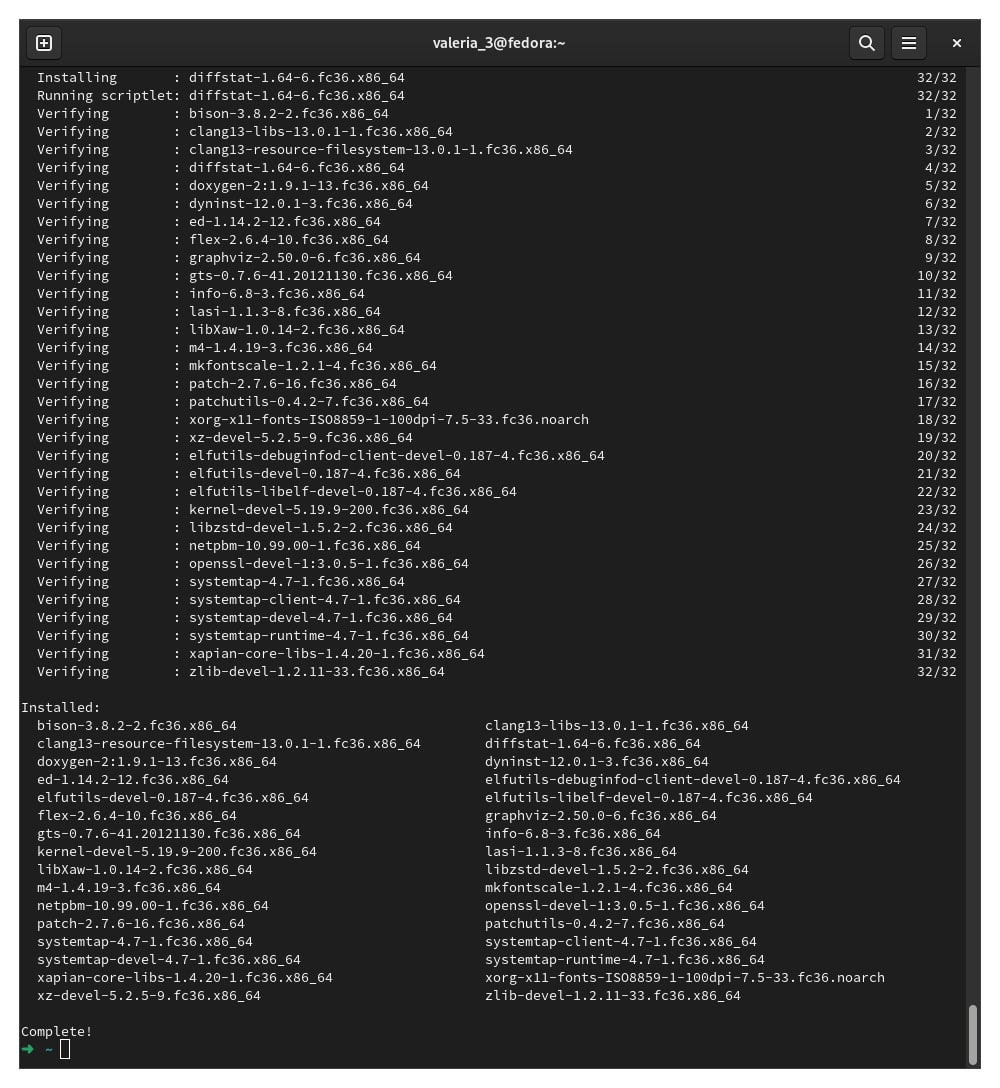 valeria_3@fedora:~
Installing : diffstat-1.64-6.fc36.x86_64 32/32
Running scriptlet: diffstat-1.64-6.fc36.x86_64 32/32
Verifying : bison-3.8.2-2.fc36.x86_64 1/32
Verifying : clang13-libs-13.0.1-1.fc36.x86_64 2/32
Verifying : clang13-resource-filesystem-13.0.1-1.fc36.x86_64 3/32
Verifying : diffstat-1.64-6.fc36.x86_64 4/32
Verifying : doxygen-2:1.9.1-13.fc36.x86_64 5/32
Verifying : dyninst-12.0.1-3.fc36.x86_64 6/32
Verifying : ed-1.14.2-12.fc36.x86_64 7/32
Verifying : flex-2.6.4-10.fc36.x86_64 8/32
Verifying : graphviz-2.50.0-6.fc36.x86_64 9/32
Verifying : gts-0.7.6-41.20121130.fc36.x86_64 10/32
Verifying : info-6.8-3.fc36.x86_64 11/32
Verifying : lasi-1.1.3-8.fc36.x86_64 12/32
Verifying : libXaw-1.0.14-2.fc36.x86_64 13/32
Verifying : m4-1.4.19-3.fc36.x86_64 14/32
Verifying : mkfontscale-1.2.1-4.fc36.x86_64 15/32
Verifying : patch-2.7.6-16.fc36.x86_64 16/32
Verifying : patchutils-0.4.2-7.fc36.x86_64 17/32
Verifying : xorg-x11-fonts-ISO8859-1-100dpi-7.5-33.fc36.noarch 18/32
Verifying : xz-devel-5.2.5-9.fc36.x86_64 19/32
Verifying : elfutils-debuginfod-client-devel-0.187-4.fc36.x86_64 20/32
Verifying : elfutils-devel-0.187-4.fc36.x86_64 21/32
Verifying : elfutils-libelf-devel-0.187-4.fc36.x86_64 22/32
Verifying : kernel-devel-5.19.9-200.fc36.x86_64 23/32
Verifying : libzstd-devel-1.5.2-2.fc36.x86_64 24/32
Verifying : netpbm-10.99.00-1.fc36.x86_64 25/32
Verifying : openssl-devel-1:3.0.5-1.fc36.x86_64 26/32
Verifying : systemtap-4.7-1.fc36.x86_64 27/32
Verifying : systemtap-client-4.7-1.fc36.x86_64 28/32
Verifying : systemtap-devel-4.7-1.fc36.x86_64 29/32
Verifying : systemtap-runtime-4.7-1.fc36.x86_64 30/32
Verifying : xapian-core-libs-1.4.20-1.fc36.x86_64 31/32
Verifying : zlib-devel-1.2.11-33.fc36.x86_64 32/32
Installed:
bison-3.8.2-2.fc36.x86_64 clang13-libs-13.0.1-1.fc36.x86_64
clang13-resource-filesystem-13.0.1-1.fc36.x86_64 diffstat-1.64-6.fc36.x86_64
doxygen-2:1.9.1-13.fc36.x86_64 dyninst-12.0.1-3.fc36.x86_64
ed-1.14.2-12.fc36.x86_64 elfutils-debuginfod-client-devel-0.187-4.fc36.x86_64
elfutils-devel-0.187-4.fc36.x86_64 elfutils-libelf-devel-0.187-4.fc36.x86_64
flex-2.6.4-10.fc36.x86_64 graphviz-2.50.0-6.fc36.x86_64
gts-0.7.6-41.20121130.fc36.x86_64 info-6.8-3.fc36.x86_64
kernel-devel-5.19.9-200.fc36.x86_64 lasi-1.1.3-8.fc36.x86_64
libXaw-1.0.14-2.fc36.x86_64 libzstd-devel-1.5.2-2.fc36.x86_64
m4-1.4.19-3.fc36.x86_64 mkfontscale-1.2.1-4.fc36.x86_64
netpbm-10.99.00-1.fc36.x86_64 openssl-devel-1:3.0.5-1.fc36.x86_64
patch-2.7.6-16.fc36.x86_64 patchutils-0.4.2-7.fc36.x86_64
systemtap-4.7-1.fc36.x86_64 systemtap-client-4.7-1.fc36.x86_64
systemtap-devel-4.7-1.fc36.x86_64 systemtap-runtime-4.7-1.fc36.x86_64
xapian-core-libs-1.4.20-1.fc36.x86_64 xorg-x11-fonts-ISO8859-1-100dpi-7.5-33.fc36.noarch
xz-devel-5.2.5-9.fc36.x86_64 zlib-devel-1.2.11-33.fc36.x86_64
Complete!
➜ ~